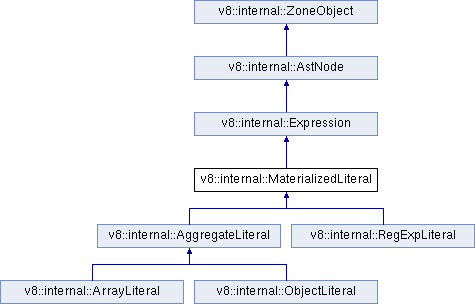 v8::internal::ZoneObject
v8::internal::AstNode
v8::internal::Expression
v8::internal::MaterializedLiteral
v8::internal::AggregateLiteral
v8::internal::RegExpLiteral
v8::internal::ArrayLiteral
v8::internal::ObjectLiteral